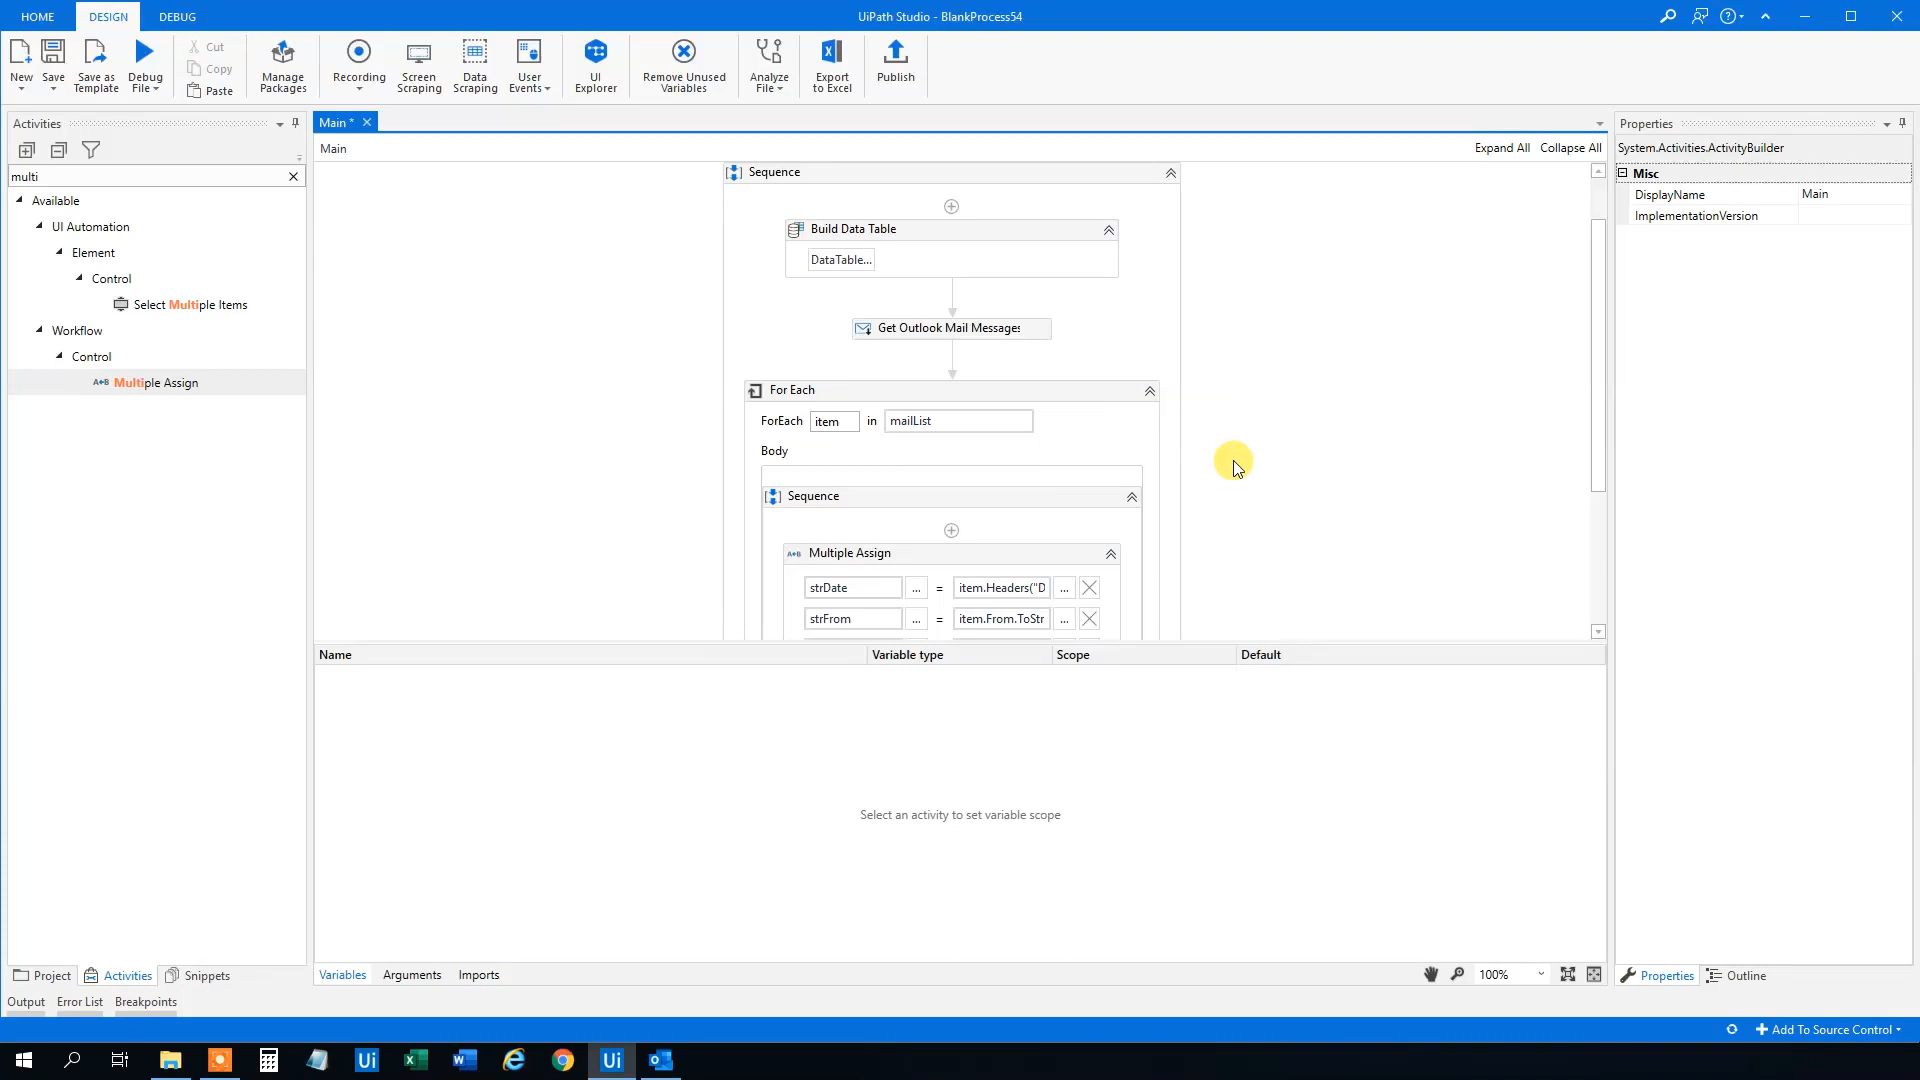 HOME
DESIGN
DEBUG
UiPath Studio - BlankProcess54
New
Save
Save as Template
Debug File
Cut
Copy
Paste
Manage Packages
Recording
Screen Scraping
Data Scraping
User Events
UI Explorer
Remove Unused Variables
Analyze File
Export to Excel
Publish
Activities
multi
Available
UI Automation
Element
Control
Select Multiple Items
Workflow
Control
A+B Multiple Assign
Main *
Main
Expand All
Collapse All
Sequence
Build Data Table
DataTable...
Get Outlook Mail Messages
For Each
ForEach item in mailList
Body
Sequence
A+B Multiple Assign
strDate ... = item.Headers("D ...
strFrom ... = item.From.ToStr ...
Name
Variable type
Scope
Default
Select an activity to set variable scope
Variables
Arguments
Imports
100%
Properties
System.Activities.ActivityBuilder
Misc
DisplayName Main
ImplementationVersion
Project
Activities
Snippets
Properties
Outline
Output
Error List
Breakpoints
Add To Source Control
Ui
Ui